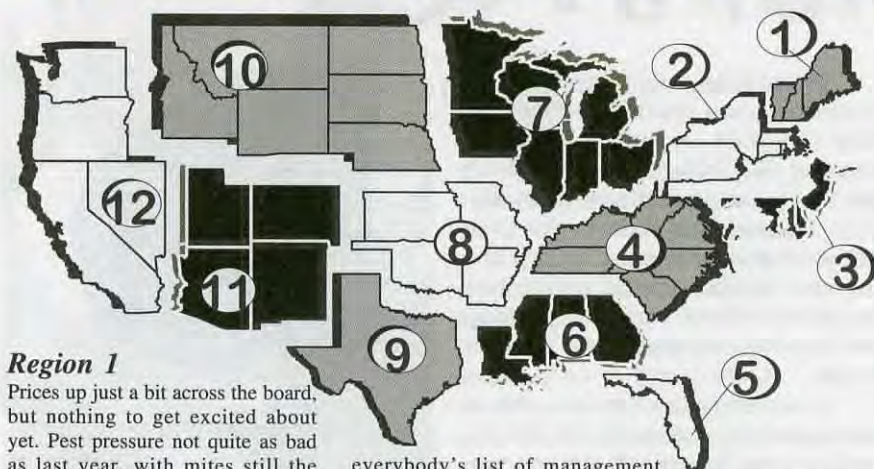 10
1
2
7
12
8
4
3
11
9
6
5
Region 1
Prices up just a bit across the board,
but nothing to get excited about
yet. Pest pressure not quite as bad
as last year, with mites still the
everybody's list of management